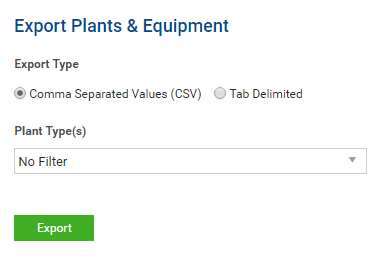 Export Plants & Equipment
Export Type
Comma Separated Values (CSV) Tab Delimited
Plant Type(s)
No Filter
Export